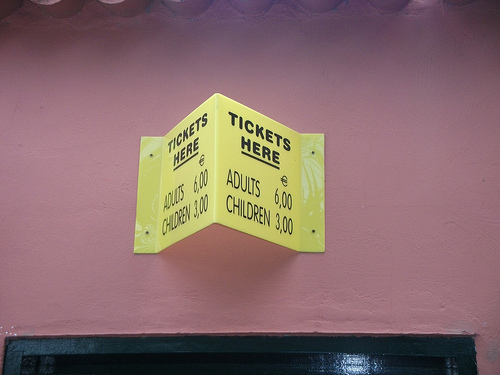 TICKETS
HERE
€
ADULTS 6,00
CHILDREN 3,00
TICKETS
HERE
€
ADULTS 6,00
CHILDREN 3,00